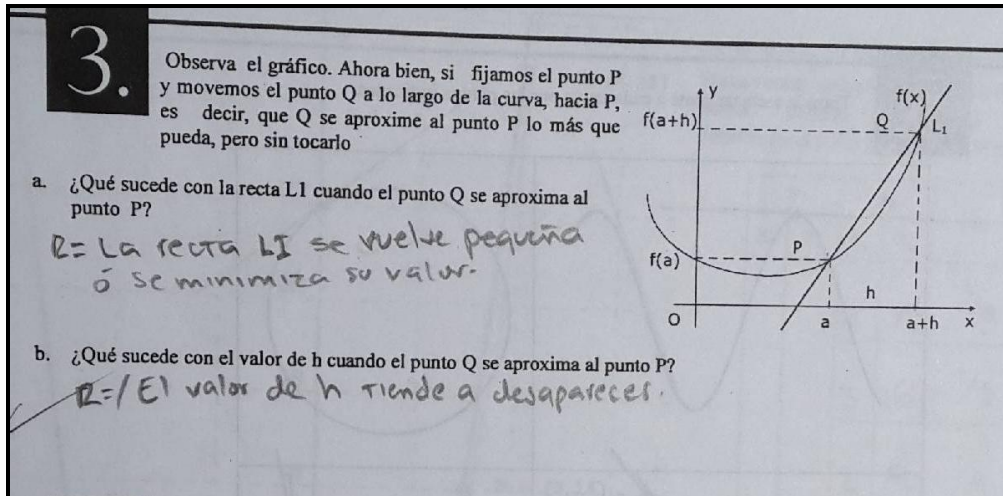 3.
Observa el gráfico. Ahora bien, si fijamos el punto P
y movemos el punto Q a lo largo de la curva, hacia P,
es decir, que Q se aproxime al punto P lo más que
pueda, pero sin tocarlo
a. ¿Qué sucede con la recta L1 cuando el punto Q se aproxima al
punto P?
R= La recta LI se vuelve pequeña
ó se minimiza su valor.
y
f(x)
f(a+h)
Q
L1
f(a)
P
h
O
a
a+h
x
b. ¿Qué sucede con el valor de h cuando el punto Q se aproxima al punto P?
R=/ El valor de h tiende a desaparecer.